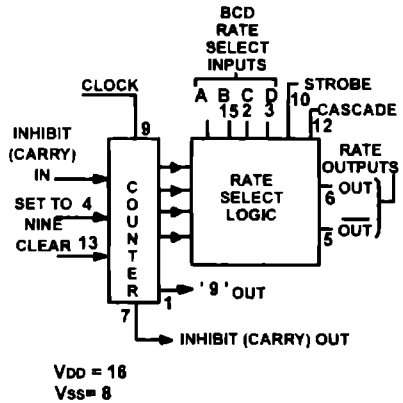 BCD
RATE
SELECT
INPUTS
A B C D
15 2 3
STROBE
10
CASCADE
12
CLOCK
9
INHIBIT
(CARRY)
IN
SET TO 4
NINE
CLEAR 13
COUNTER
RATE
SELECT
LOGIC
RATE
OUTPUTS
6 OUT
5 OUT
1
'9' OUT
7
INHIBIT (CARRY) OUT
VDD = 16
VSS= 8